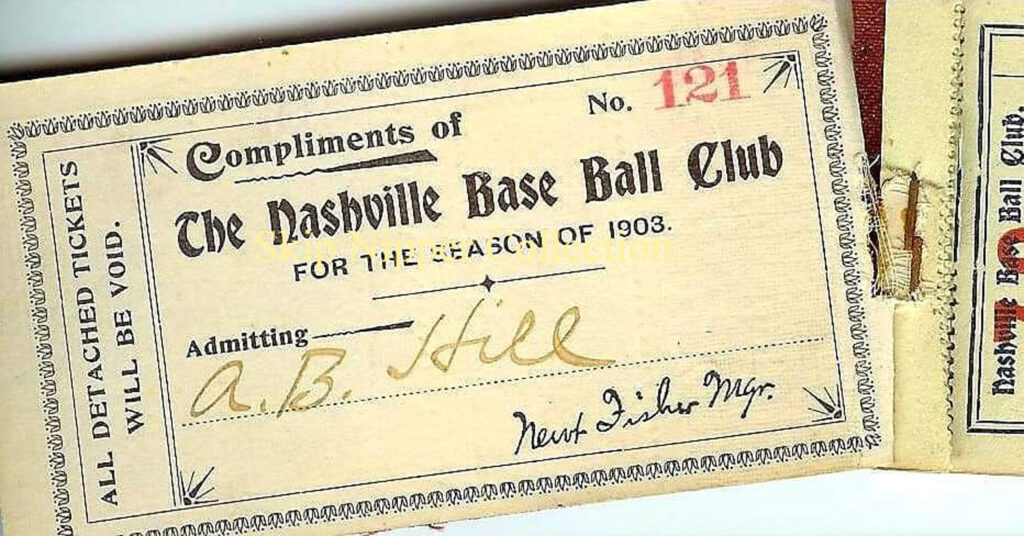 No. 121
Compliments of
The Nashville Base Ball Club
FOR THE SEASON OF 1903.
Admitting
A. B. Hill
Newt Fisher Mgr.
ALL DETACHED TICKETS
WILL BE VOID.
Nashville Base Ball Club.
Collection